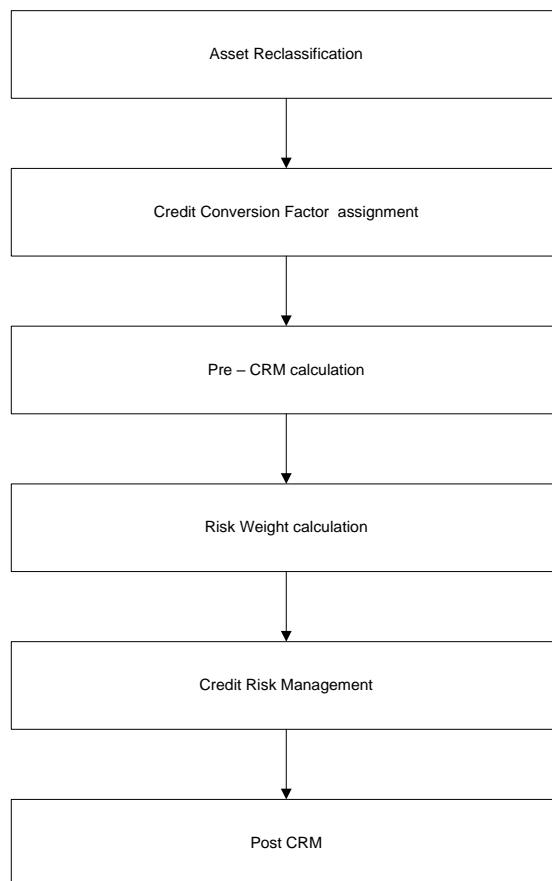 Asset Reclassification
Credit Conversion Factor assignment
Pre – CRM calculation
Risk Weight calculation
Credit Risk Management
Post CRM